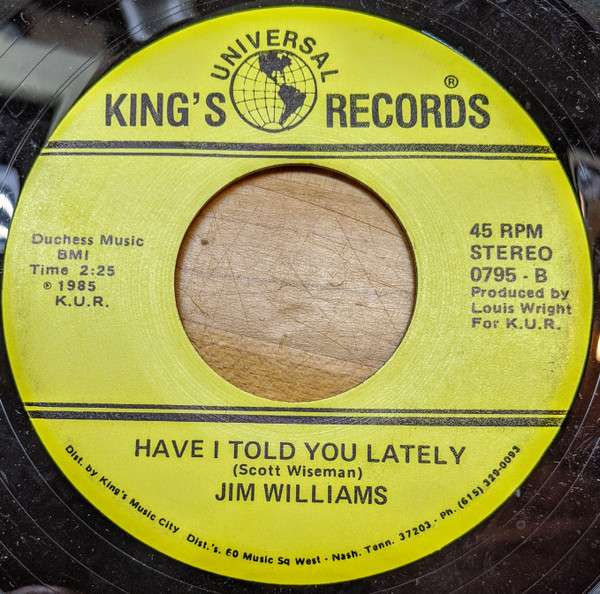 UNIVERSAL
KING'S RECORDS ®
Duchess Music
BMI
Time 2:25
℗ 1985
K.U.R.
45 RPM
STEREO
0795 - B
Produced by
Louis Wright
For K.U.R.
HAVE I TOLD YOU LATELY
(Scott Wiseman)
JIM WILLIAMS
Dist. by King's Music City Dist.'s. 60 Music Sq West - Nash. Tenn. 37203 - Ph. (615) 329-0093